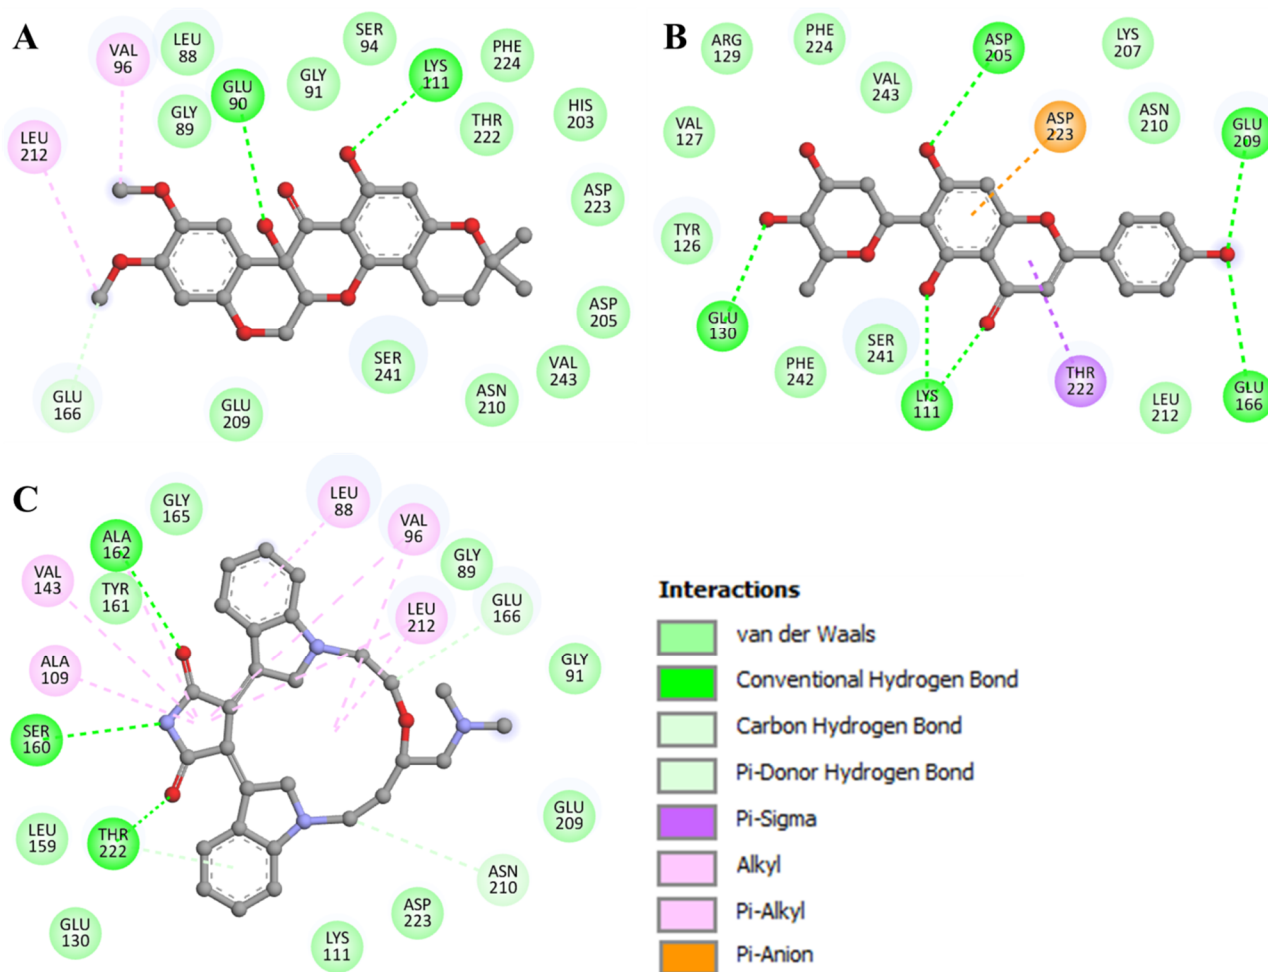 A
VAL
96
LEU
88
SER
94
GLU
90
GLY
91
LYS
111
PHE
224
GLY
89
THR
222
HIS
203
LEU
212
ASP
223
GLU
166
GLU
209
SER
241
ASN
210
VAL
243
ASP
205
B
ARG
129
PHE
224
VAL
243
ASP
205
LYS
207
VAL
127
ASP
223
ASN
210
GLU
209
TYR
126
GLU
130
PHE
242
SER
241
LYS
111
THR
222
LEU
212
GLU
166
C
GLY
165
LEU
88
VAL
96
ALA
162
GLY
89
VAL
143
TYR
161
LEU
212
GLU
166
ALA
109
GLY
91
SER
160
LEU
159
THR
222
GLU
209
ASN
210
GLU
130
LYS
111
ASP
223
Interactions
van der Waals
Conventional Hydrogen Bond
Carbon Hydrogen Bond
Pi-Donor Hydrogen Bond
Pi-Sigma
Alkyl
Pi-Alkyl
Pi-Anion